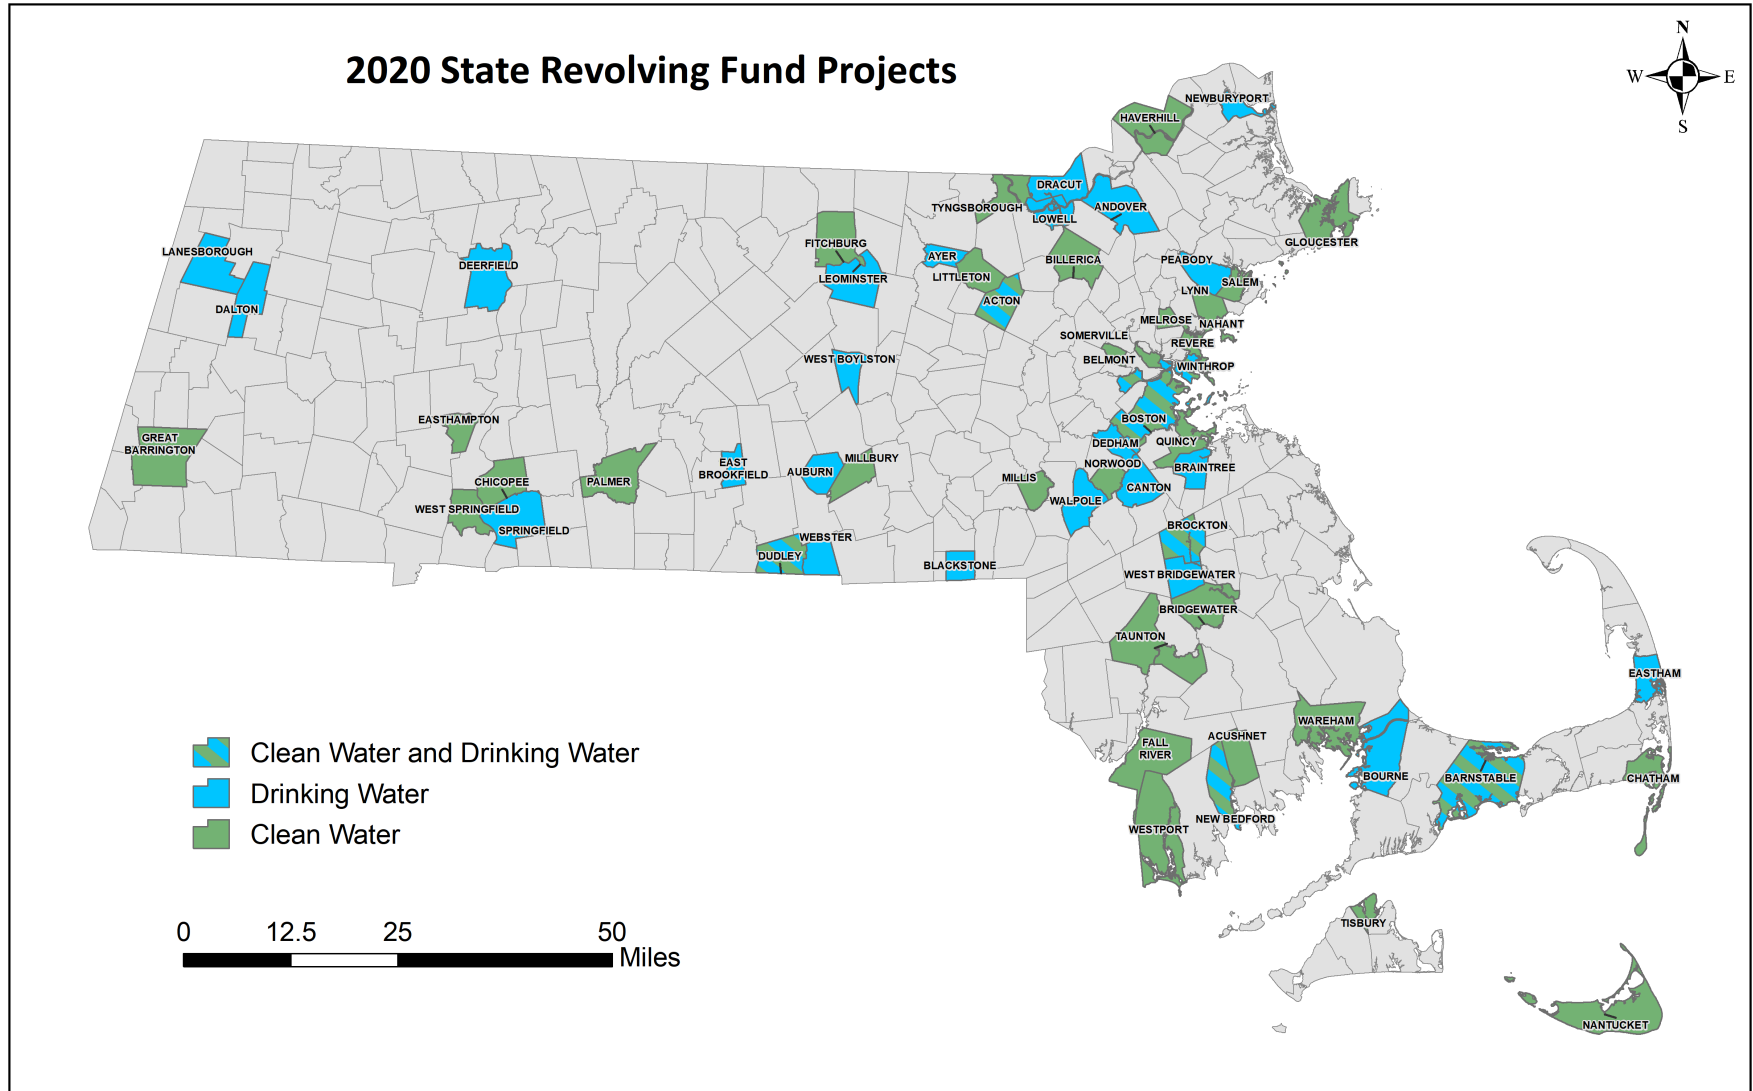 2020 State Revolving Fund Projects
N
W
E
S
NEWBURYPORT
HAVERHILL
DRACUT
TYNGSBOROUGH
LOWELL
ANDOVER
GLOUCESTER
LANESBOROUGH
DEERFIELD
FITCHBURG
LEOMINSTER
AYER
LITTLETON
BILLERICA
PEABODY
SALEM
LYNN
ACTON
DALTON
MELROSE
NAHANT
SOMERVILLE
REVERE
BELMONT
WINTHROP
WEST BOYLSTON
EASTHAMPTON
GREAT
BARRINGTON
BOSTON
DEDHAM
QUINCY
NORWOOD
BRAINTREE
CANTON
WALPOLE
MILLIS
MILLBURY
AUBURN
EAST
BROOKFIELD
PALMER
CHICOPEE
WEST SPRINGFIELD
SPRINGFIELD
WEBSTER
DUDLEY
BLACKSTONE
BROCKTON
WEST BRIDGEWATER
BRIDGEWATER
TAUNTON
EASTHAM
WAREHAM
ACUSHNET
FALL
RIVER
BOURNE
BARNSTABLE
CHATHAM
NEW BEDFORD
WESTPORT
TISBURY
NANTUCKET
Clean Water and Drinking Water
Drinking Water
Clean Water
0 12.5 25 50
Miles